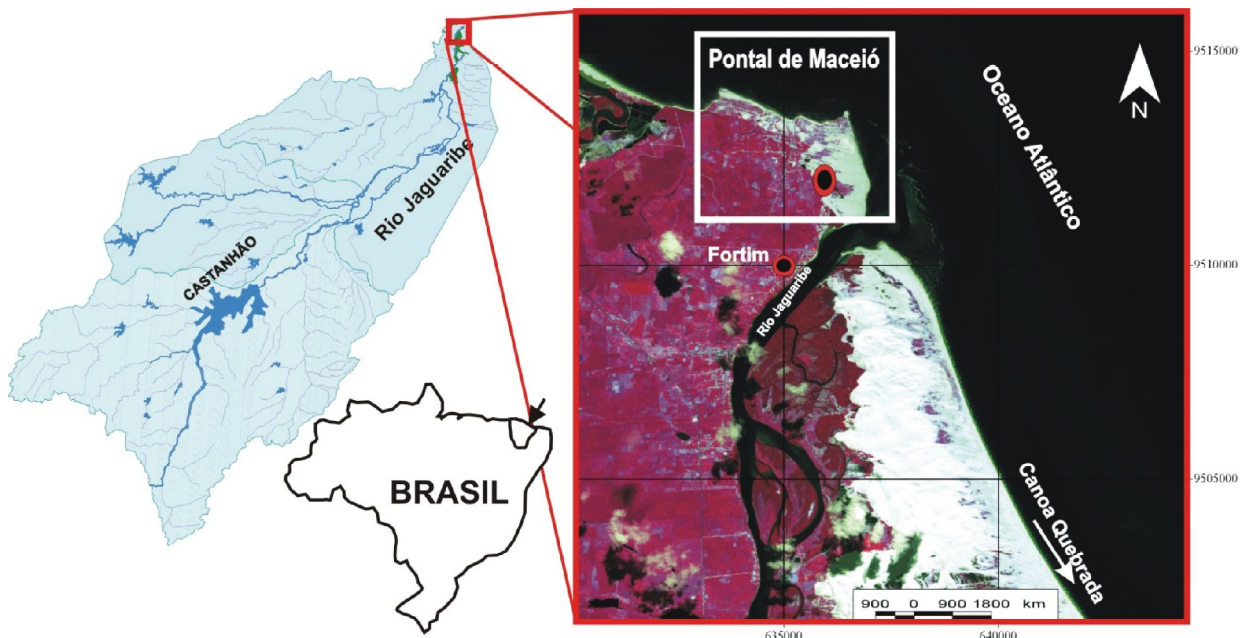 Rio Jaguaribe
CASTANHÃO
BRASIL
Pontal de Maceió
Oceano Atlântico
N
Fortim
Rio Jaguaribe
Canoa Quebrada
900 0 900 1800 km
9515000
9510000
9505000
635000 640000